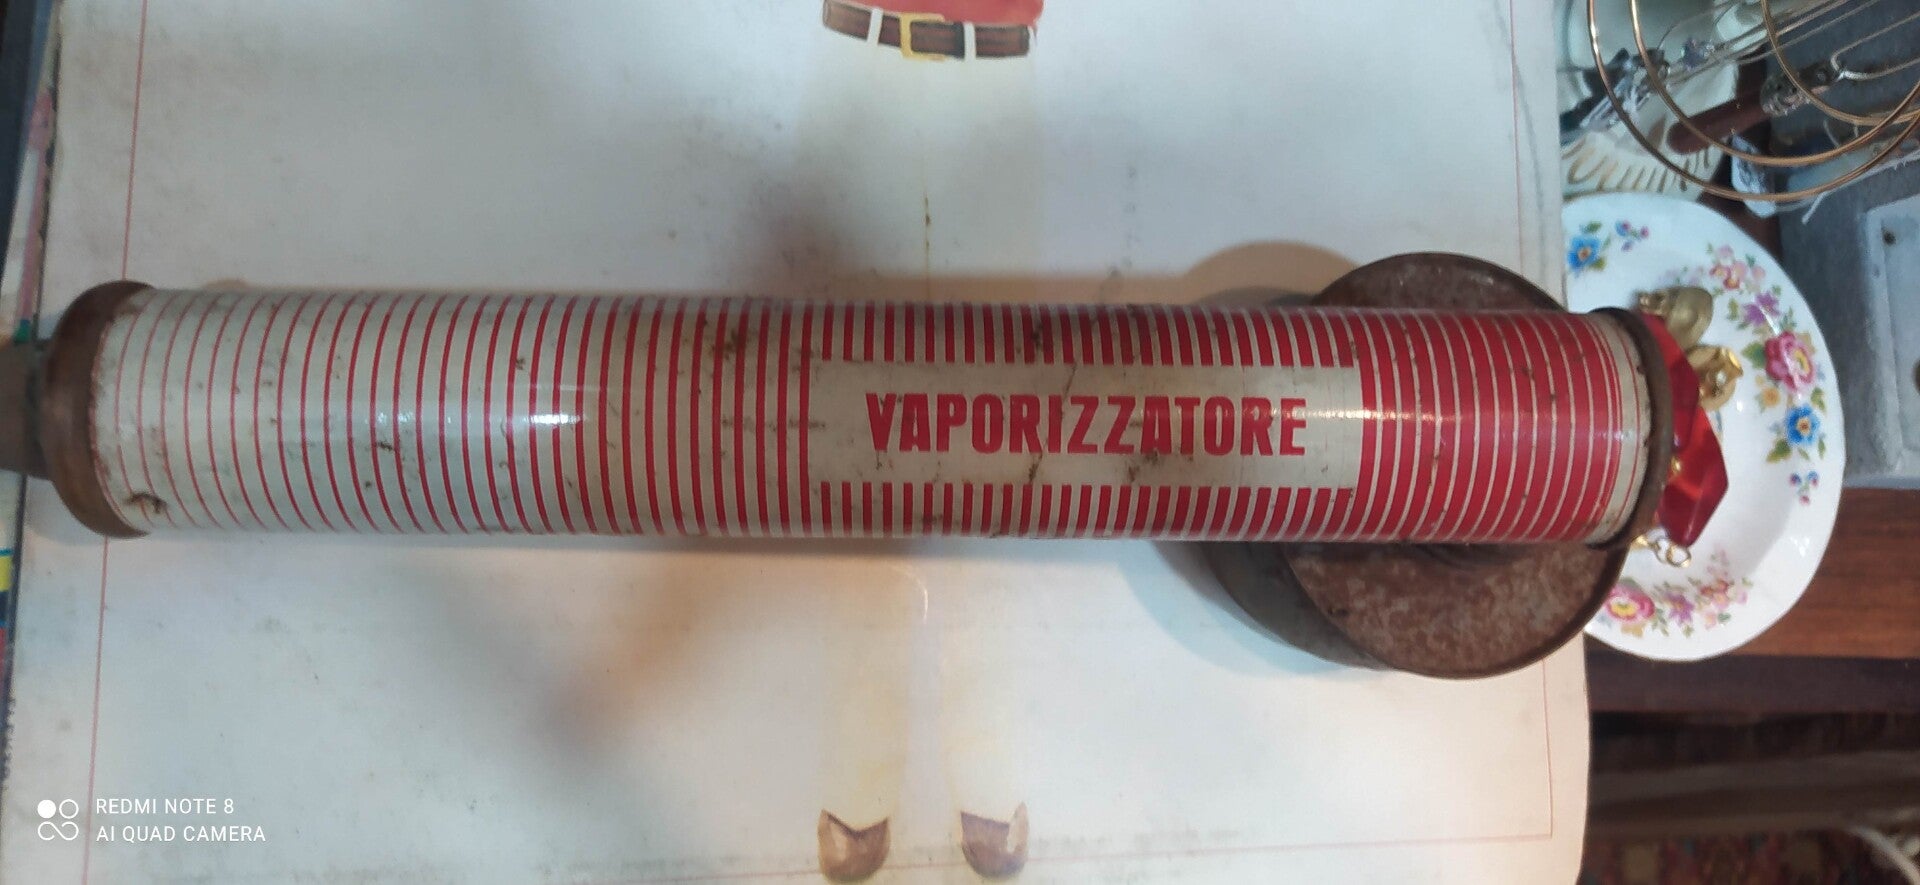 VAPORIZZATORE
REDMI NOTE 8
AI QUAD CAMERA